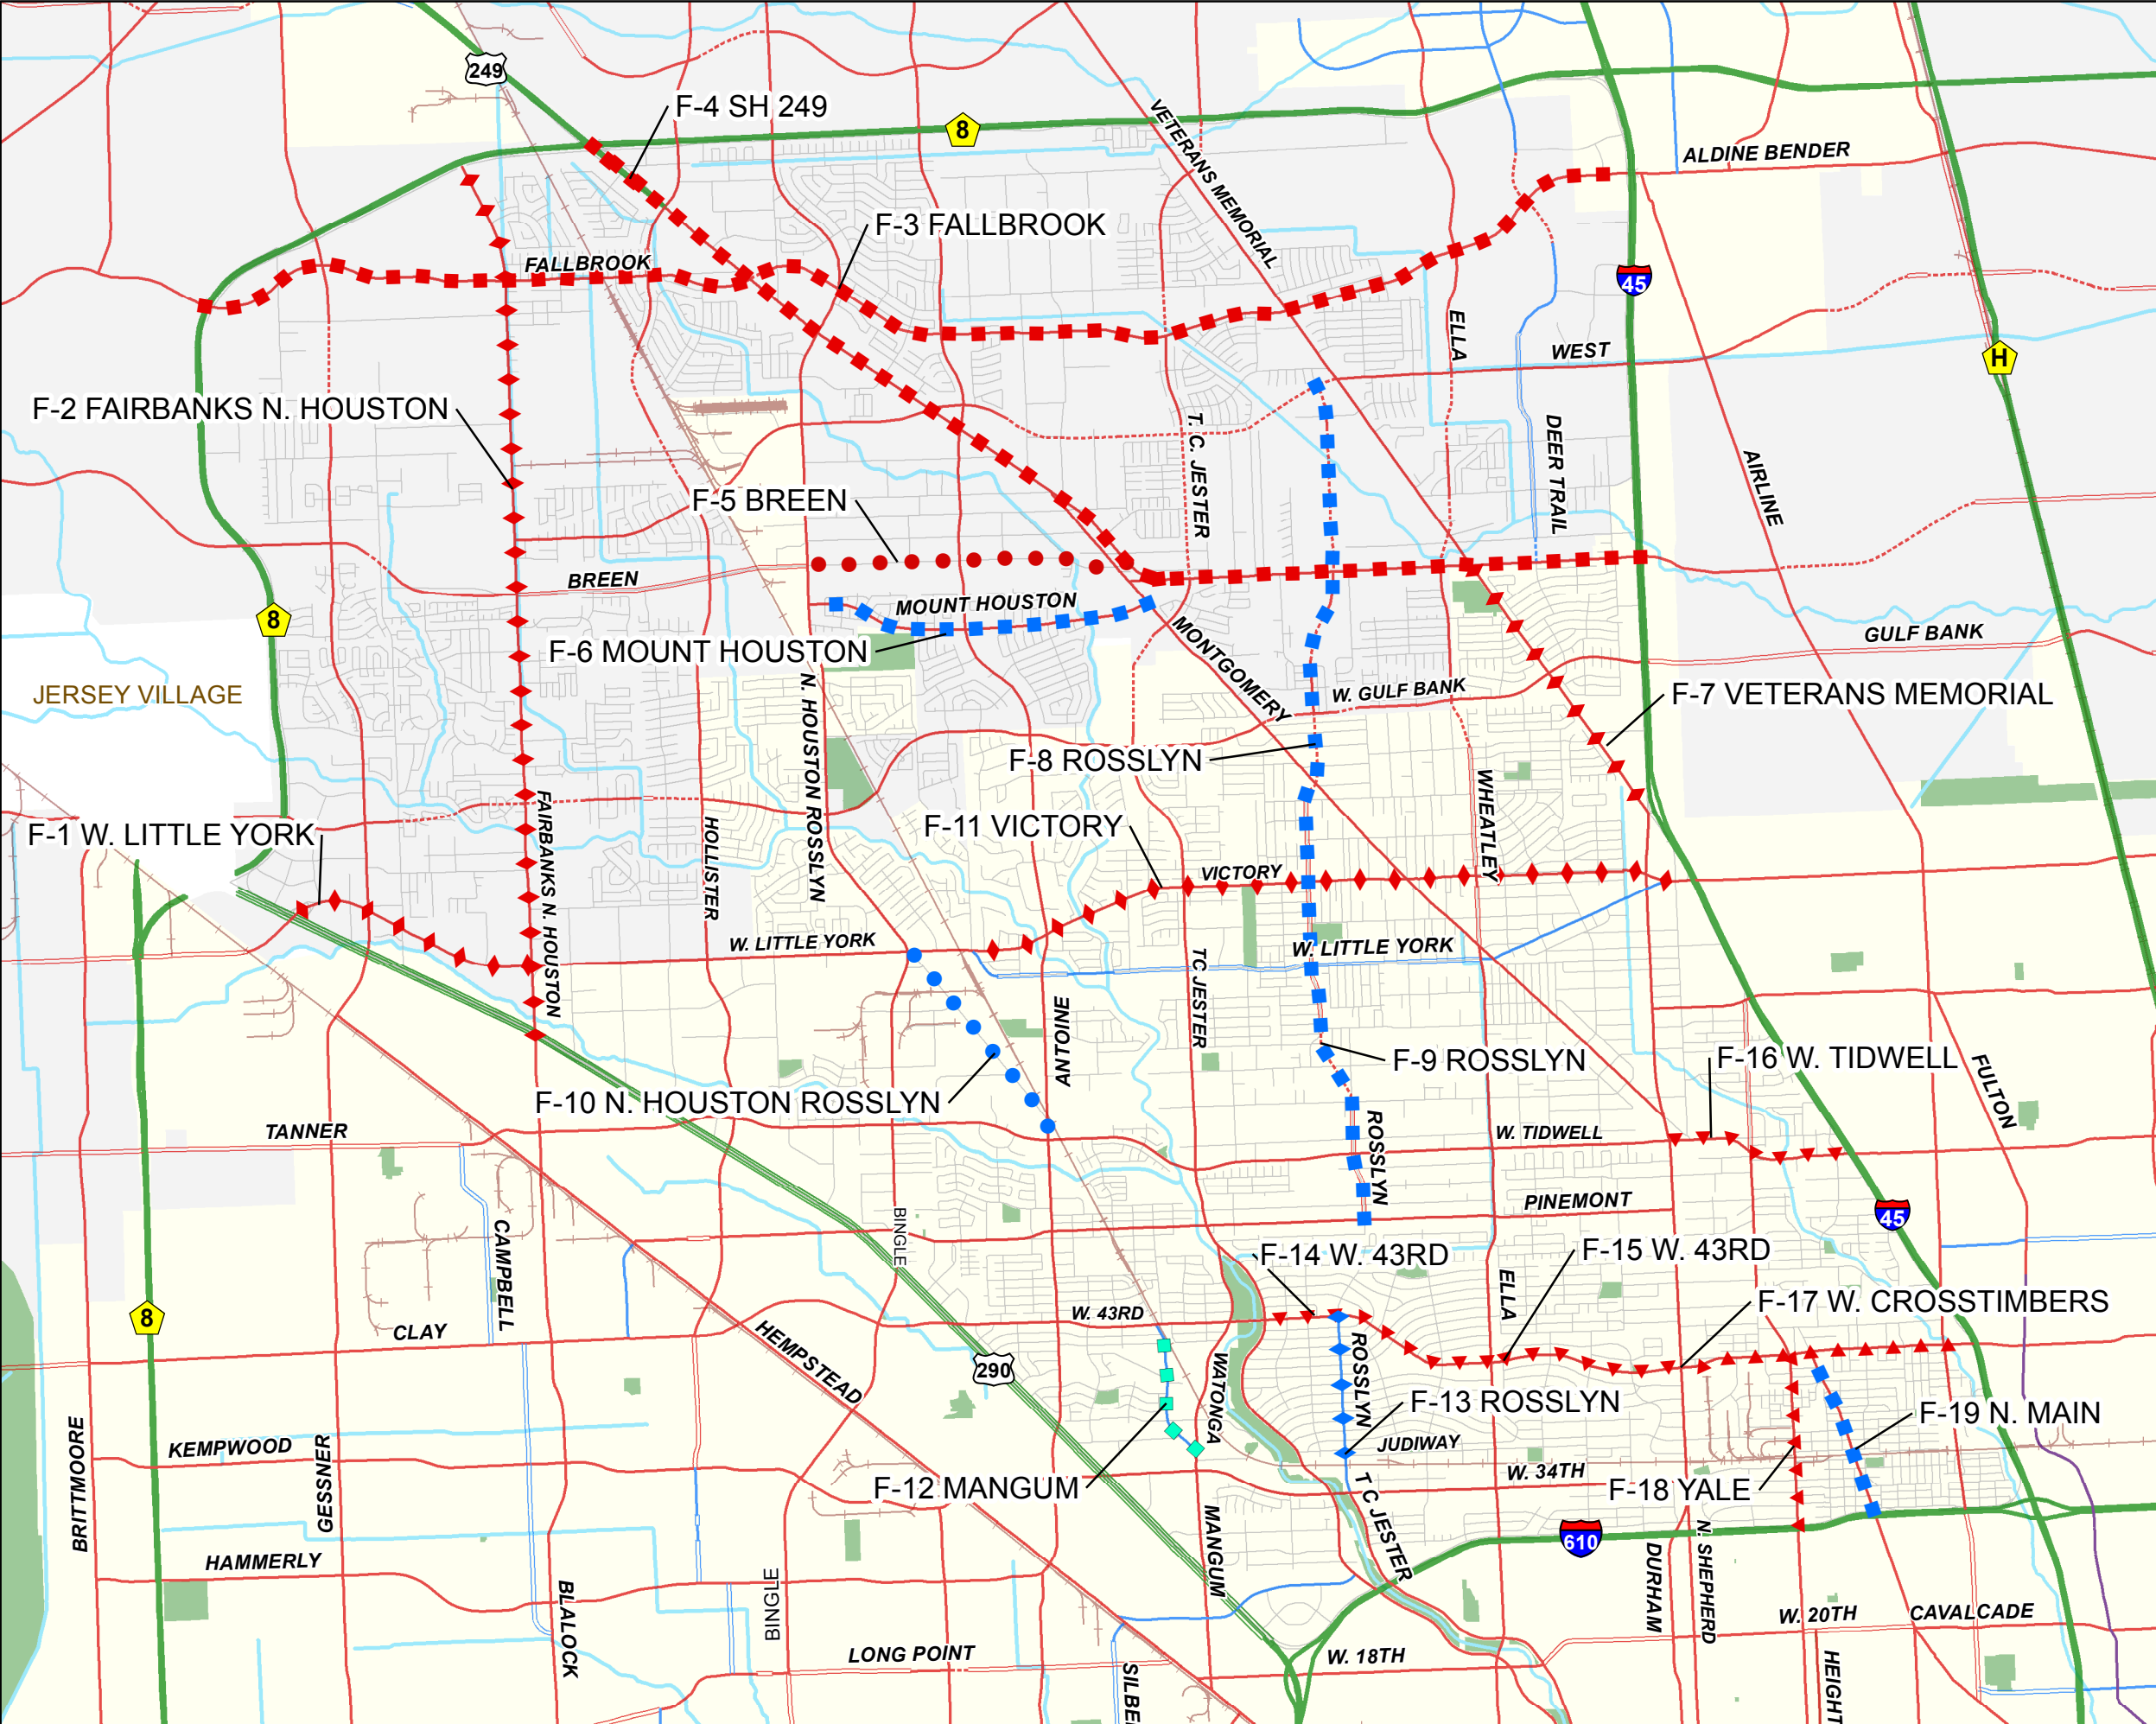 249
F-4 SH 249
8
VETERANS MEMORIAL
ALDINE BENDER
F-3 FALLBROOK
FALLBROOK
45
ELLA
WEST
H
F-2 FAIRBANKS N. HOUSTON
T. C. JESTER
DEER TRAIL
AIRLINE
F-5 BREEN
BREEN
MOUNT HOUSTON
8
F-6 MOUNT HOUSTON
MONTGOMERY
GULF BANK
JERSEY VILLAGE
N. HOUSTON ROSSLYN
W. GULF BANK
F-7 VETERANS MEMORIAL
F-8 ROSSLYN
WHEATLEY
F-1 W. LITTLE YORK
FAIRBANKS N. HOUSTON
HOLLISTER
F-11 VICTORY
VICTORY
W. LITTLE YORK
W. LITTLE YORK
TC JESTER
ANTOINE
F-9 ROSSLYN
F-16 W. TIDWELL
FULTON
F-10 N. HOUSTON ROSSLYN
TANNER
ROSSLYN
W. TIDWELL
PINEMONT
BINGLE
CAMPBELL
45
F-14 W. 43RD
F-15 W. 43RD
ELLA
F-17 W. CROSSTIMBERS
8
CLAY
HEMPSTEAD
W. 43RD
290
WATONGA
ROSSLYN
F-13 ROSSLYN
F-19 N. MAIN
BRITTMOORE
KEMPWOOD
GESSNER
JUDIWAY
F-12 MANGUM
W. 34TH
F-18 YALE
MANGUM
T C JESTER
610
HAMMERLY
BLALOCK
BINGLE
DURHAM
N. SHEPHERD
W. 20TH
CAVALCADE
LONG POINT
W. 18TH
SILBE
HEIGHT